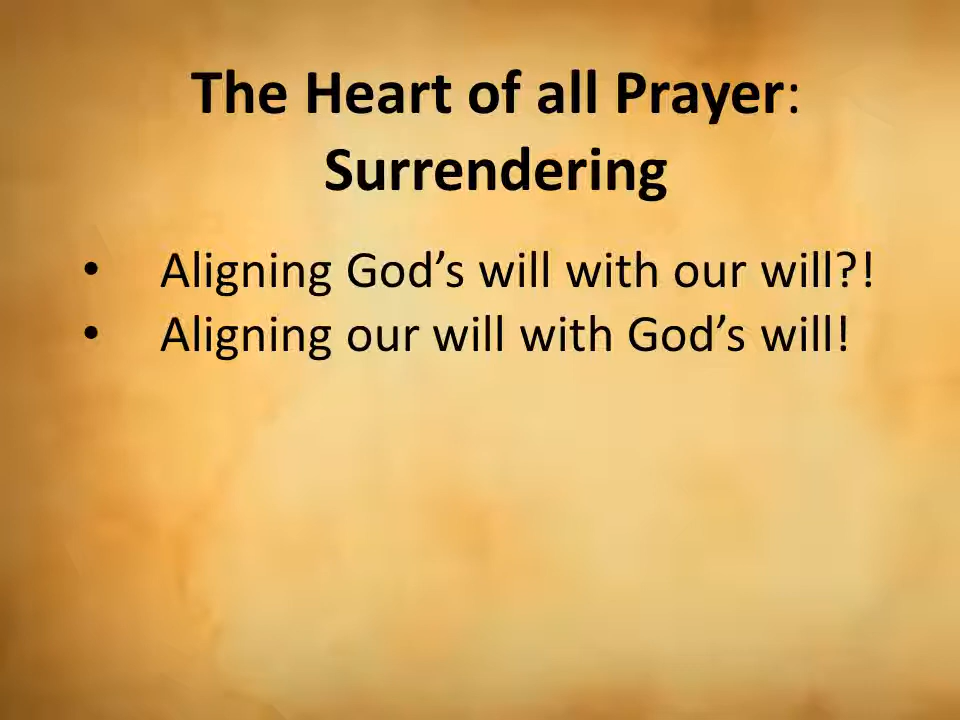 The Heart of all Prayer:
Surrendering
• Aligning God’s will with our will?!
• Aligning our will with God’s will!